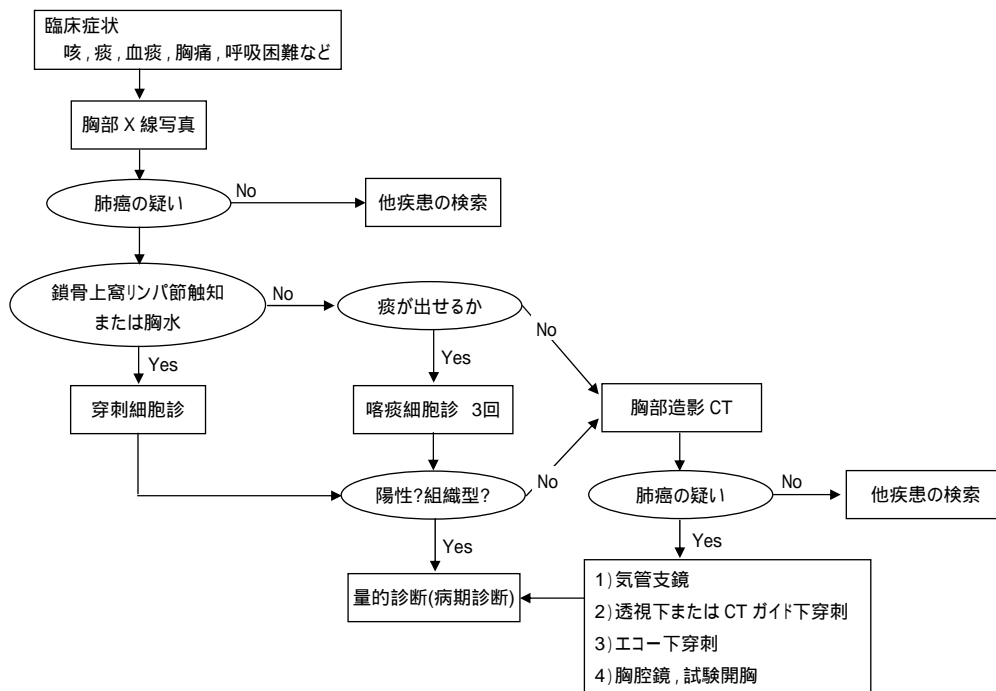 臨床症状
咳,痰,血痰,胸痛,呼吸困難など
胸部 X 線写真
肺癌の疑い
No
他疾患の検索
鎖骨上窩リンパ節触知
または胸水
No
痰が出せるか
No
Yes
Yes
穿刺細胞診
喀痰細胞診 3回
胸部造影 CT
陽性?組織型?
No
肺癌の疑い
No
他疾患の検索
Yes
Yes
量的診断(病期診断)
1)気管支鏡
2)透視下または CT ガイド下穿刺
3)エコー下穿刺
4)胸腔鏡,試験開胸